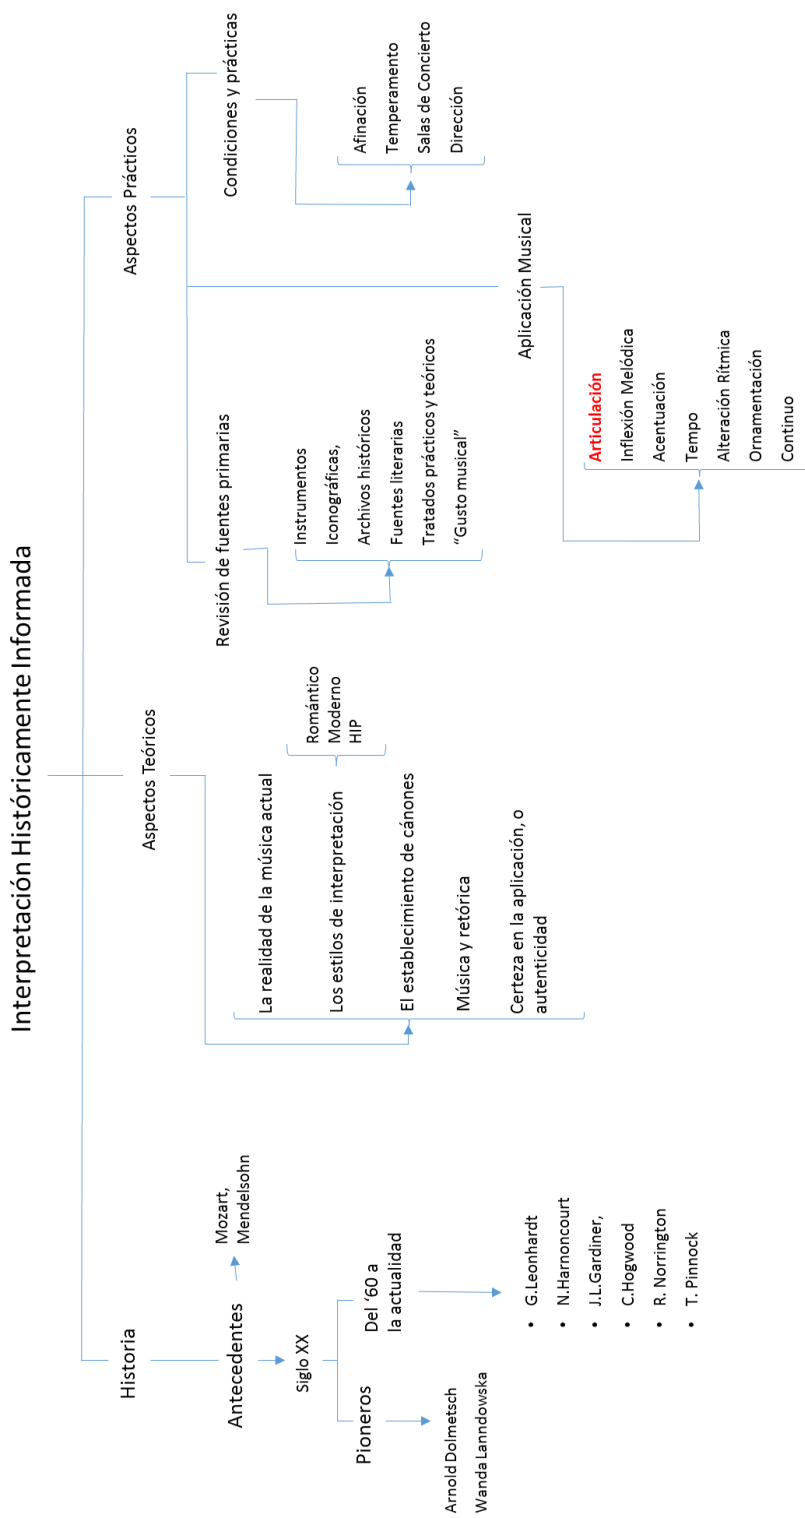 Interpretación Históricamente Informada
Historia
Antecedentes
Mozart,
Mendelsohn
Siglo XX
Pioneros
Arnold Dolmetsch
Wanda Lanndowska
Del ‘60 a
la actualidad
• G.Leonhardt
• N.Harnoncourt
• J.L.Gardiner,
• C.Hogwood
• R. Norrington
• T. Pinnock
Aspectos Teóricos
La realidad de la música actual
Los estilos de interpretación
Romántico
Moderno
HIP
El establecimiento de cánones
Música y retórica
Certeza en la aplicación, o
autenticidad
Aspectos Prácticos
Revisión de fuentes primarias
Instrumentos
Iconográficas,
Archivos históricos
Fuentes literarias
Tratados prácticos y teóricos
“Gusto musical”
Aplicación Musical
Articulación
Inflexión Melódica
Acentuación
Tempo
Alteración Rítmica
Ornamentación
Continuo
Condiciones y prácticas
Afinación
Temperamento
Salas de Concierto
Dirección